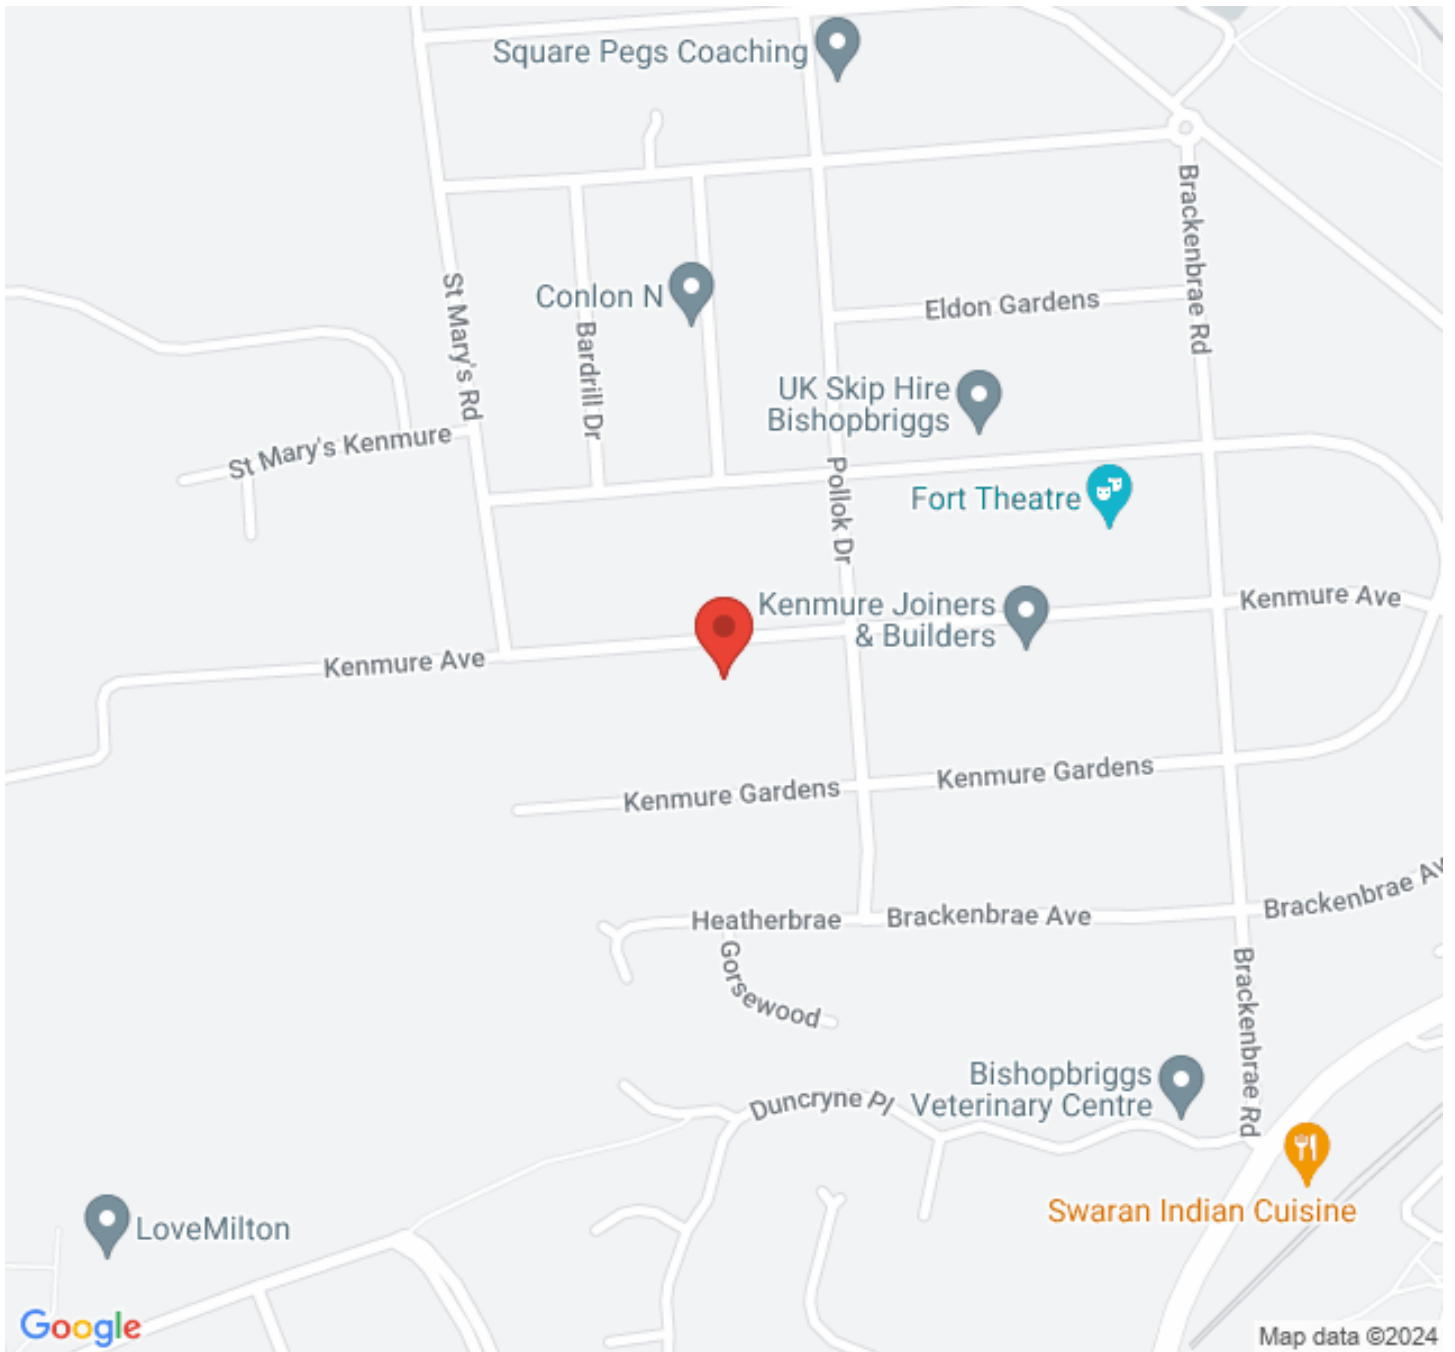 Square Pegs Coaching
Brackenbrae Rd
St Mary's Rd
Conlon N
Bardrill Dr
Eldon Gardens
UK Skip Hire
Bishopbriggs
St Mary's Kenmure
Pollok Dr
Fort Theatre
Kenmure Joiners
& Builders
Kenmure Ave
Kenmure Ave
Kenmure Gardens
Kenmure Gardens
Brackenbrae Av
Heatherbrae
Brackenbrae Ave
Gorsewood
Brackenbrae Rd
Bishopbriggs
Veterinary Centre
Duncryne Pl
Swaran Indian Cuisine
LoveMilton
Google
Map data ©2024